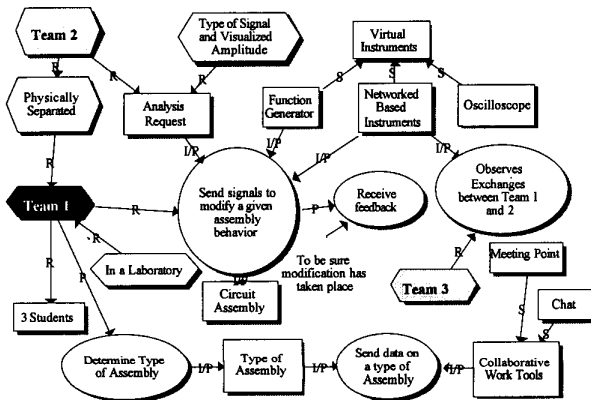 Team 2
Type of Signal
and Visualized
Amplitude
Virtual
Instruments
R
R
R
S
S
S
Physically
Separated
Analysis
Request
Function
Generator
Networked
Based
Instruments
Oscilloscope
R
I/P
I/P
I/P
I/P
Team 1
R
Send signals to
modify a given
assembly
behavior
P
Receive
feedback
Observes
Exchanges
between Team 1
and 2
R
In a Laboratory
R
P
I/P
To be sure
modification has
taken place
R
Team 3
Meeting Point
3 Students
Circuit
Assembly
Chat
S
S
Determine Type
of Assembly
I/P
Type of
Assembly
I/P
Send data on
a type of
Assembly
I/P
Collaborative
Work Tools